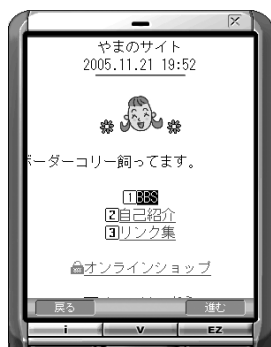 やまのサイト
2005.11.21 19:52
ボーダーコリー飼ってます。
1BBS
2自己紹介
3リンク集
オンラインショップ
戻る 進む
i V EZ